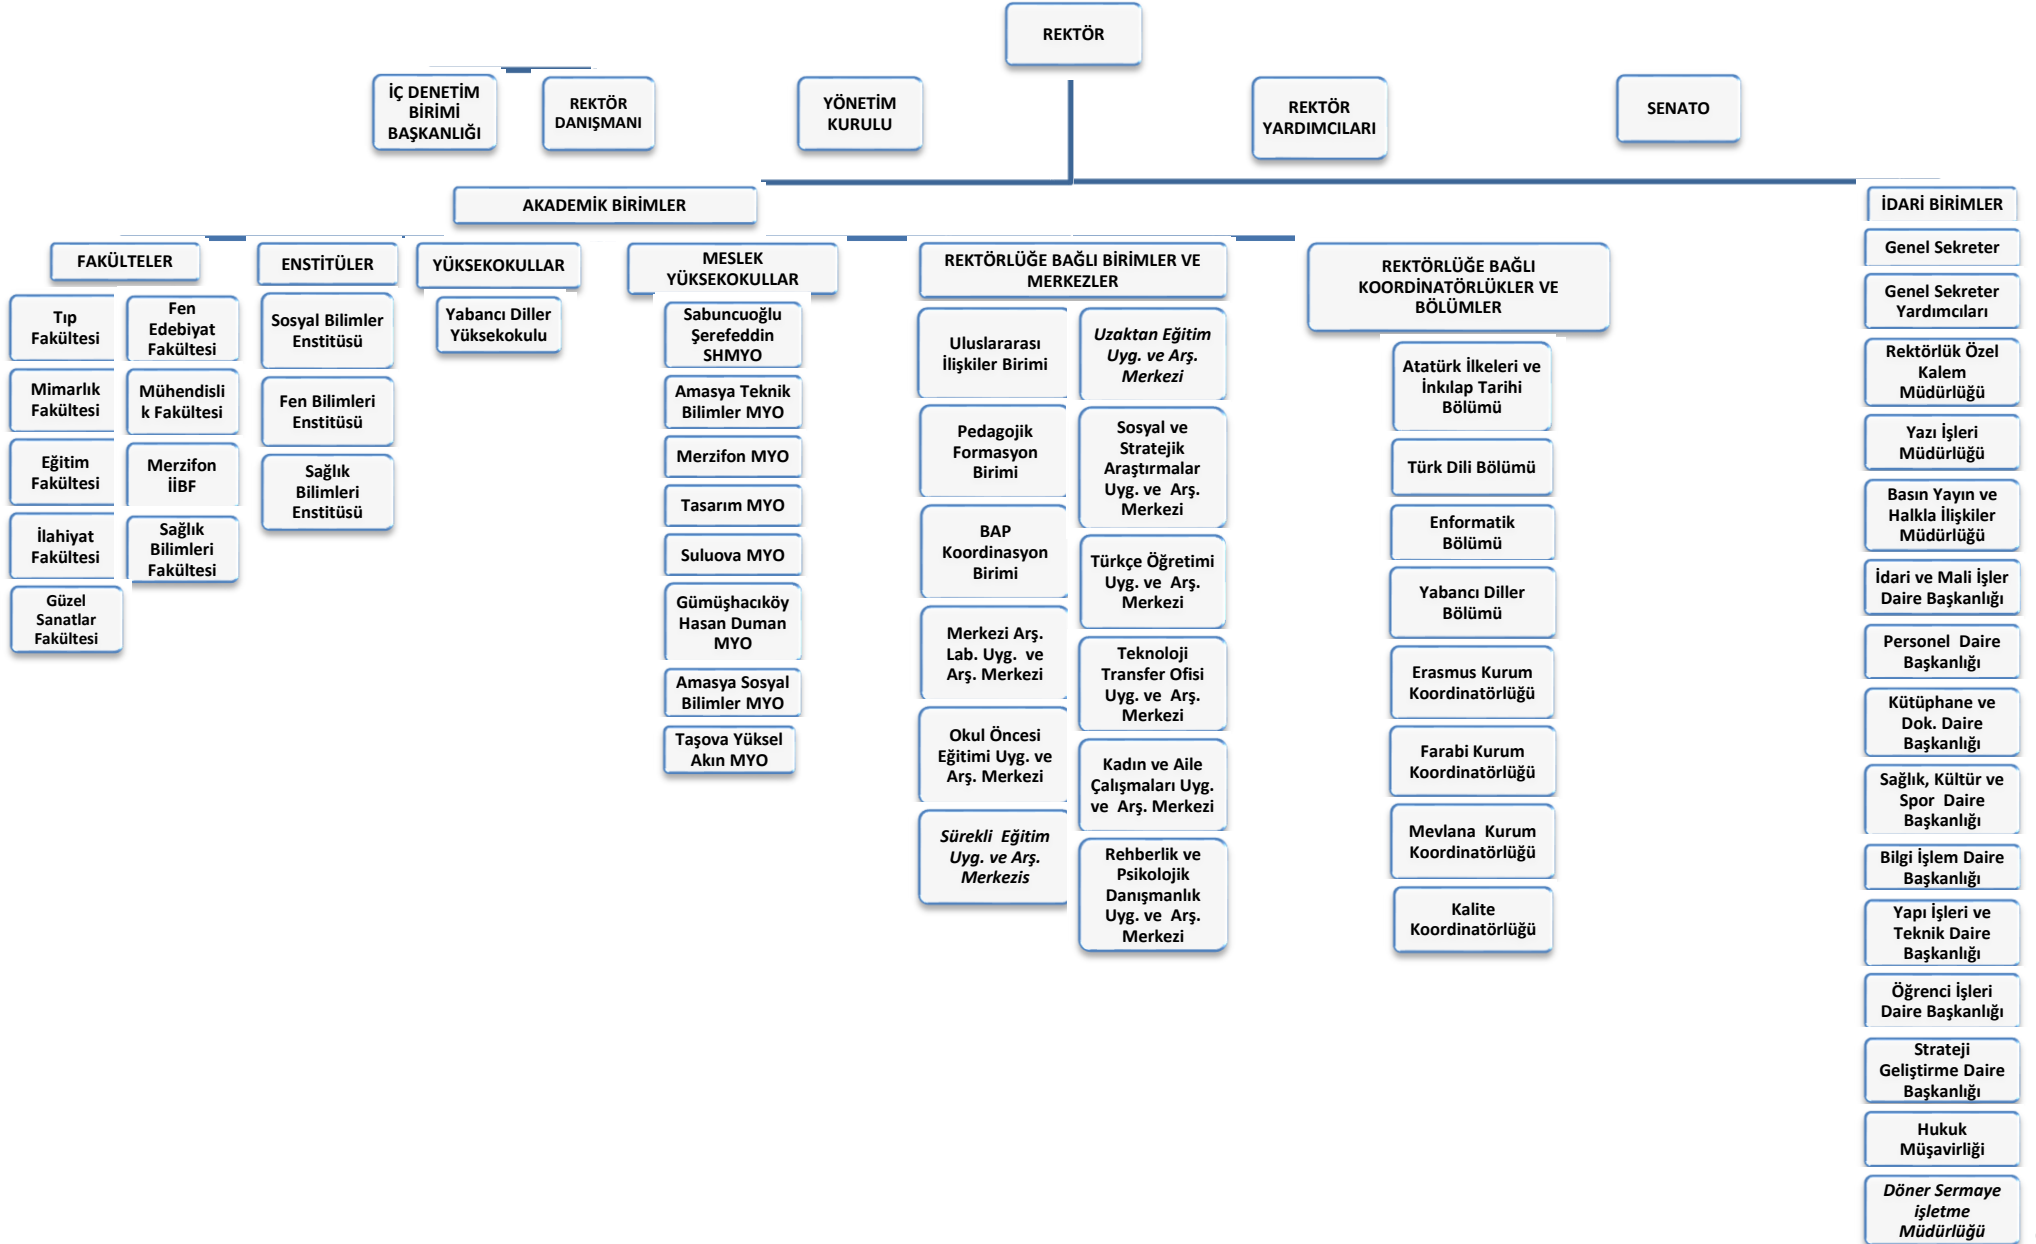 REKTÖR
İÇ DENETİM
BİRİMİ
BAŞKANLIĞI
REKTÖR
DANIŞMANI
YÖNETİM
KURULU
REKTÖR
YARDIMCILARI
SENATO
AKADEMİK BİRİMLER
İDARİ BİRİMLER
FAKÜLTELER
Tıp
Fakültesi
Mimarlık
Fakültesi
Eğitim
Fakültesi
İlahiyat
Fakültesi
Güzel
Sanatlar
Fakültesi
Fen
Edebiyat
Fakültesi
Mühendisli
k Fakültesi
Merzifon
İİBF
Sağlık
Bilimleri
Fakültesi
ENSTİTÜLER
Sosyal Bilimler
Enstitüsü
Fen Bilimleri
Enstitüsü
Sağlık
Bilimleri
Enstitüsü
YÜKSEKOKULLAR
Yabancı Diller
Yüksekokulu
MESLEK
YÜKSEKOKULLAR
Sabuncuoğlu
Şerefeddin
SHMYO
Amasya Teknik
Bilimler MYO
Merzifon MYO
Tasarım MYO
Suluova MYO
Gümüşhacıköy
Hasan Duman
MYO
Amasya Sosyal
Bilimler MYO
Taşova Yüksel
Akın MYO
REKTÖRLÜĞE BAĞLI BİRİMLER VE
MERKEZLER
Uluslararası
İlişkiler Birimi
Pedagojik
Formasyon
Birimi
BAP
Koordinasyon
Birimi
Merkezi Arş.
Lab. Uyg. ve
Arş. Merkezi
Okul Öncesi
Eğitimi Uyg. ve
Arş. Merkezi
Sürekli Eğitim
Uyg. ve Arş.
Merkezis
Uzaktan Eğitim
Uyg. ve Arş.
Merkezi
Sosyal ve
Stratejik
Araştırmalar
Uyg. ve Arş.
Merkezi
Türkçe Öğretimi
Uyg. ve Arş.
Merkezi
Teknoloji
Transfer Ofisi
Uyg. ve Arş.
Merkezi
Kadın ve Aile
Çalışmaları Uyg.
ve Arş. Merkezi
Rehberlik ve
Psikolojik
Danışmanlık
Uyg. ve Arş.
Merkezi
REKTÖRLÜĞE BAĞLI
KOORDİNATÖRLÜKLER VE
BÖLÜMLER
Atatürk İlkeleri ve
İnkılap Tarihi
Bölümü
Türk Dili Bölümü
Enformatik
Bölümü
Yabancı Diller
Bölümü
Erasmus Kurum
Koordinatörlüğü
Farabi Kurum
Koordinatörlüğü
Mevlana Kurum
Koordinatörlüğü
Kalite
Koordinatörlüğü
Genel Sekreter
Genel Sekreter
Yardımcıları
Rektörlük Özel
Kalem
Müdürlüğü
Yazı İşleri
Müdürlüğü
Basın Yayın ve
Halkla İlişkiler
Müdürlüğü
İdari ve Mali İşler
Daire Başkanlığı
Personel Daire
Başkanlığı
Kütüphane ve
Dok. Daire
Başkanlığı
Sağlık, Kültür ve
Spor Daire
Başkanlığı
Bilgi İşlem Daire
Başkanlığı
Yapı İşleri ve
Teknik Daire
Başkanlığı
Öğrenci İşleri
Daire Başkanlığı
Strateji
Geliştirme Daire
Başkanlığı
Hukuk
Müşavirliği
Döner Sermaye
işletme
Müdürlüğü